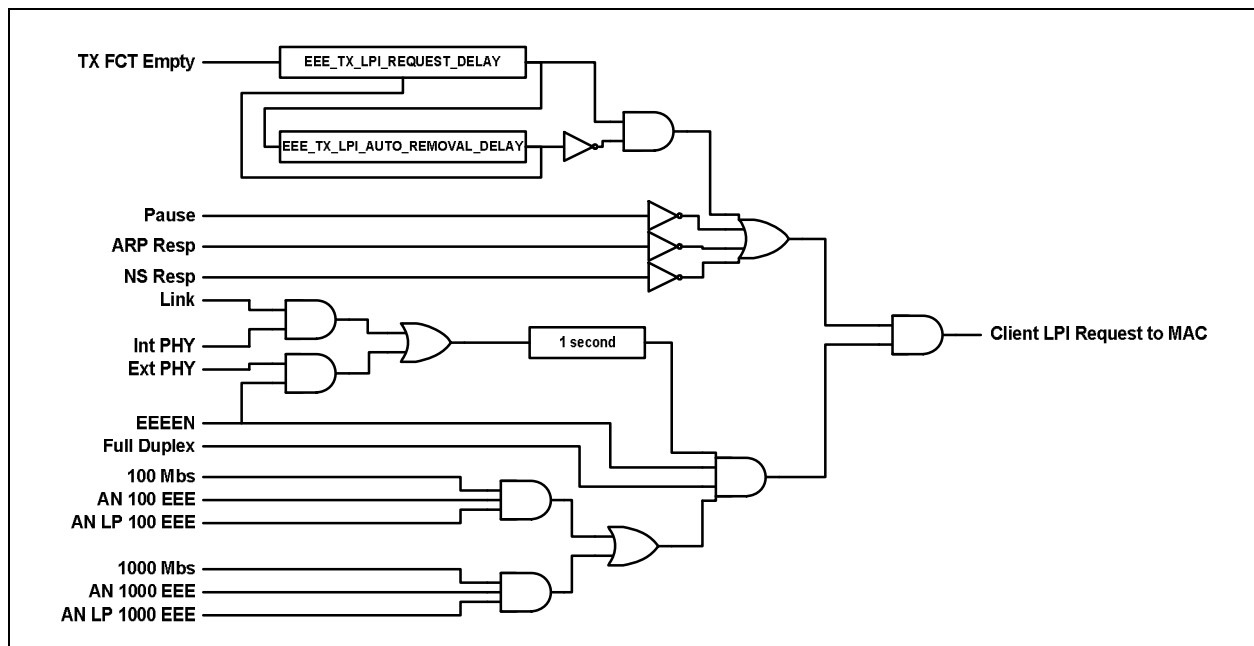 TX FCT Empty
EEE_TX_LPI_REQUEST_DELAY
EEE_TX_LPI_AUTO_REMOVAL_DELAY
Pause
ARP Resp
NS Resp
Link
Int PHY
Ext PHY
1 second
Client LPI Request to MAC
EEEEN
Full Duplex
100 Mbs
AN 100 EEE
AN LP 100 EEE
1000 Mbs
AN 1000 EEE
AN LP 1000 EEE